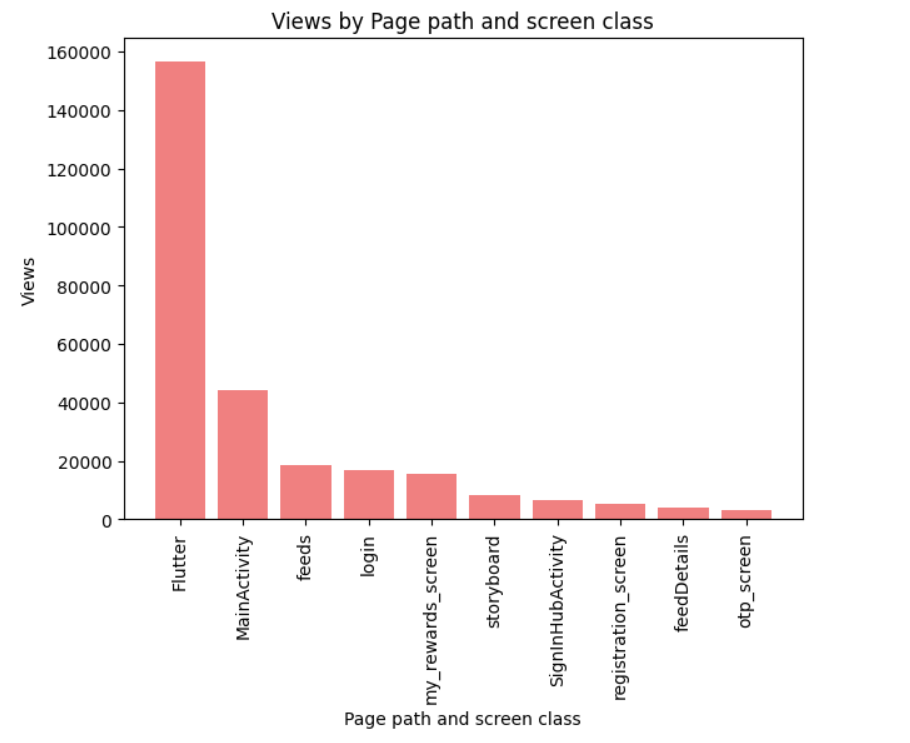 Views by Page path and screen class
160000
140000
120000
100000
80000
60000
40000
20000
0
Views
Flutter
MainActivity
feeds
login
my_rewards_screen
storyboard
SignInHubActivity
registration_screen
feedDetails
otp_screen
Page path and screen class